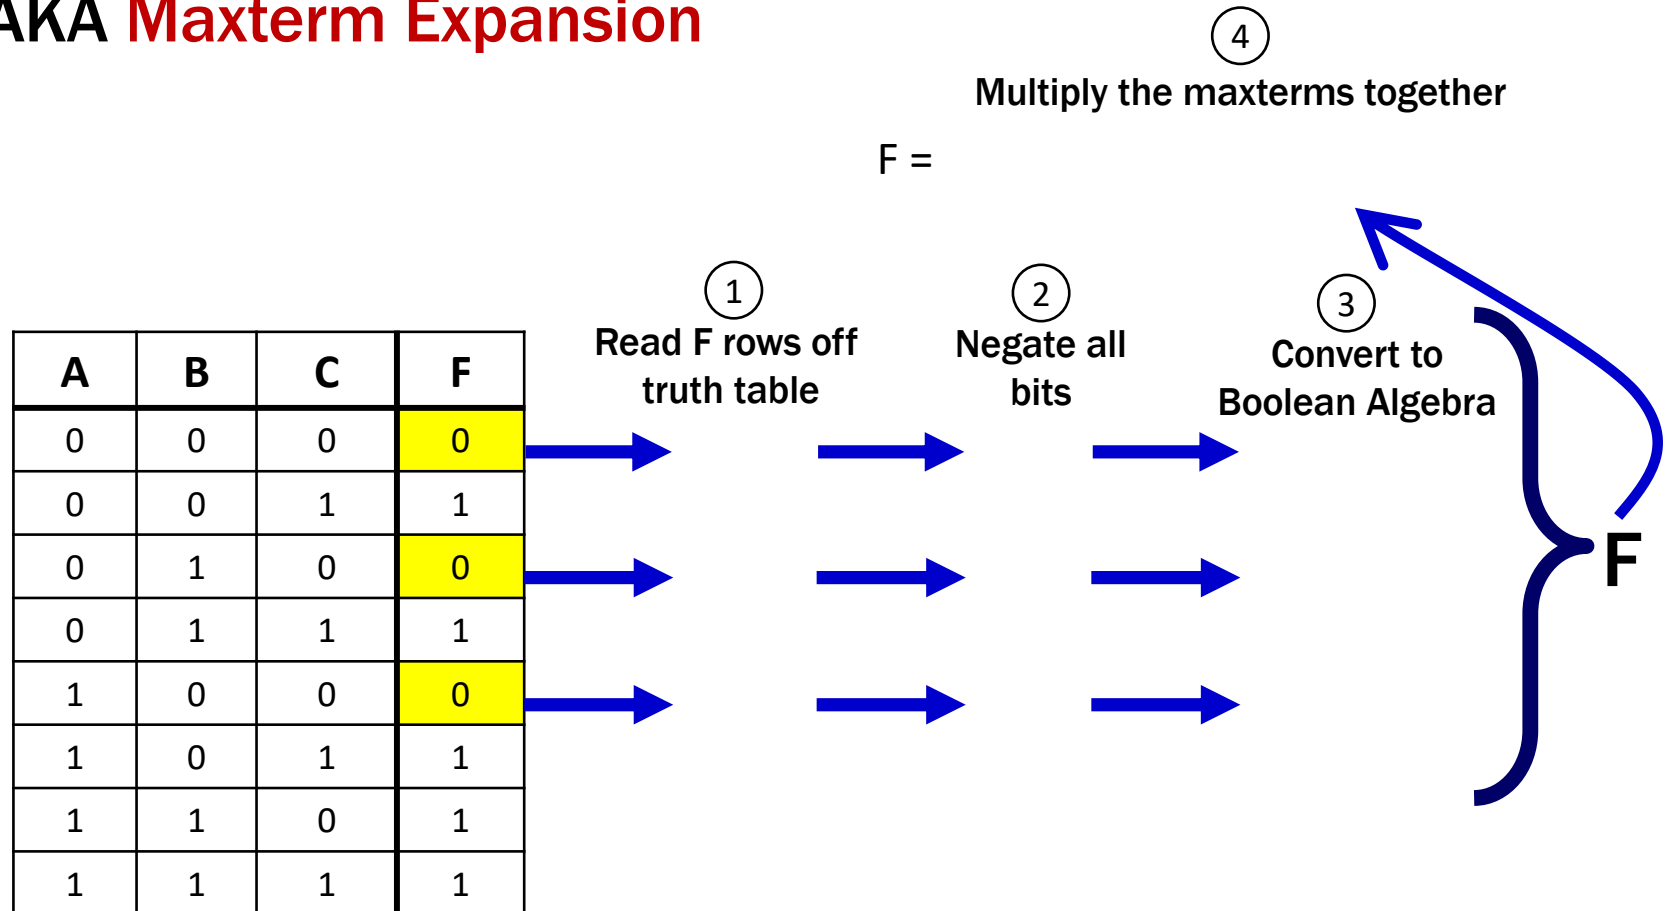 AKA Maxterm Expansion
4
Multiply the maxterms together
F =
1
Read F rows off
truth table
2
Negate all
bits
3
Convert to
Boolean Algebra
A B C F
0 0 0 0
0 0 1 1
0 1 0 0
0 1 1 1
1 0 0 0
1 0 1 1
1 1 0 1
1 1 1 1
F